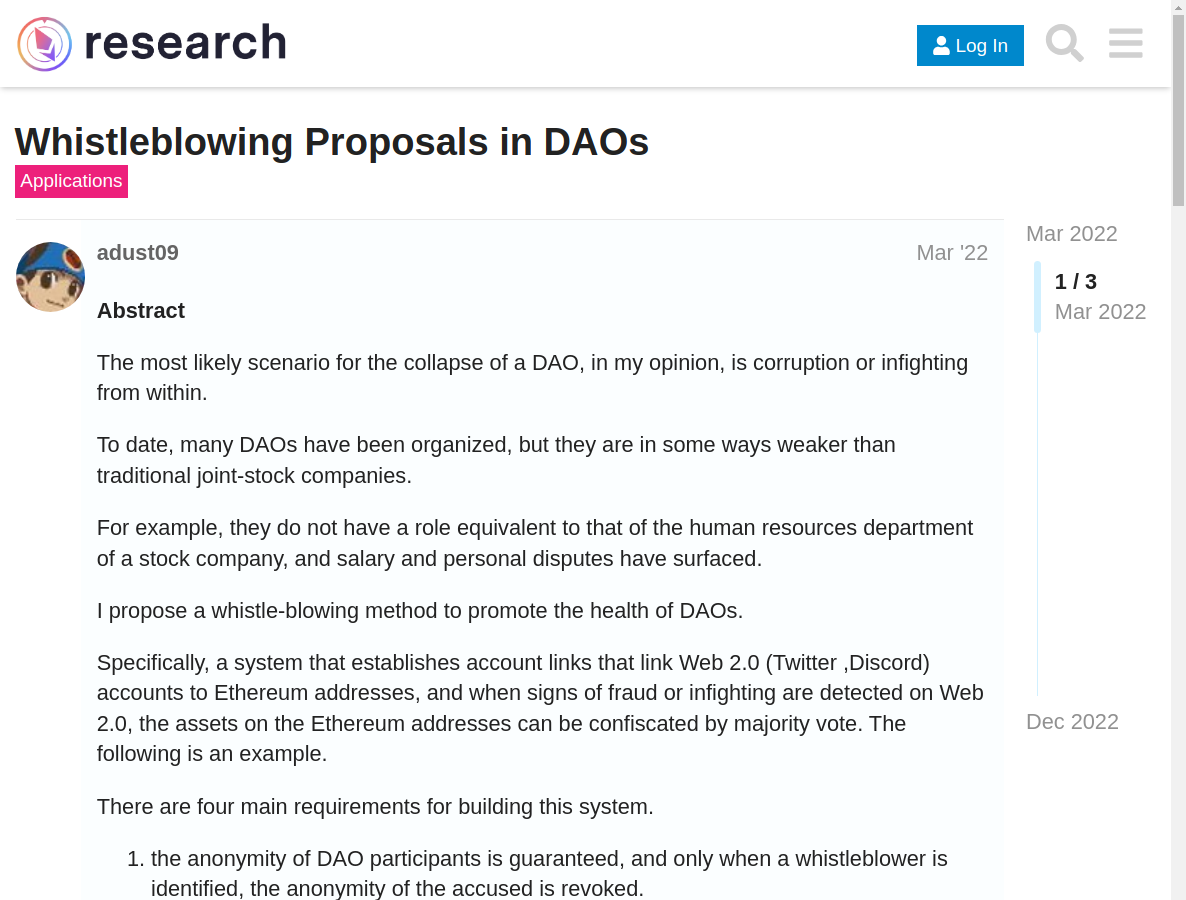 research
Log In
Whistleblowing Proposals in DAOs
Applications
adust09
Mar '22
Abstract
The most likely scenario for the collapse of a DAO, in my opinion, is corruption or infighting
from within.
To date, many DAOs have been organized, but they are in some ways weaker than
traditional joint-stock companies.
For example, they do not have a role equivalent to that of the human resources department
of a stock company, and salary and personal disputes have surfaced.
I propose a whistle-blowing method to promote the health of DAOs.
Specifically, a system that establishes account links that link Web 2.0 (Twitter ,Discord)
accounts to Ethereum addresses, and when signs of fraud or infighting are detected on Web
2.0, the assets on the Ethereum addresses can be confiscated by majority vote. The
following is an example.
There are four main requirements for building this system.
1. the anonymity of DAO participants is guaranteed, and only when a whistleblower is
identified, the anonymity of the accused is revoked.
Mar 2022
1 / 3
Mar 2022
Dec 2022